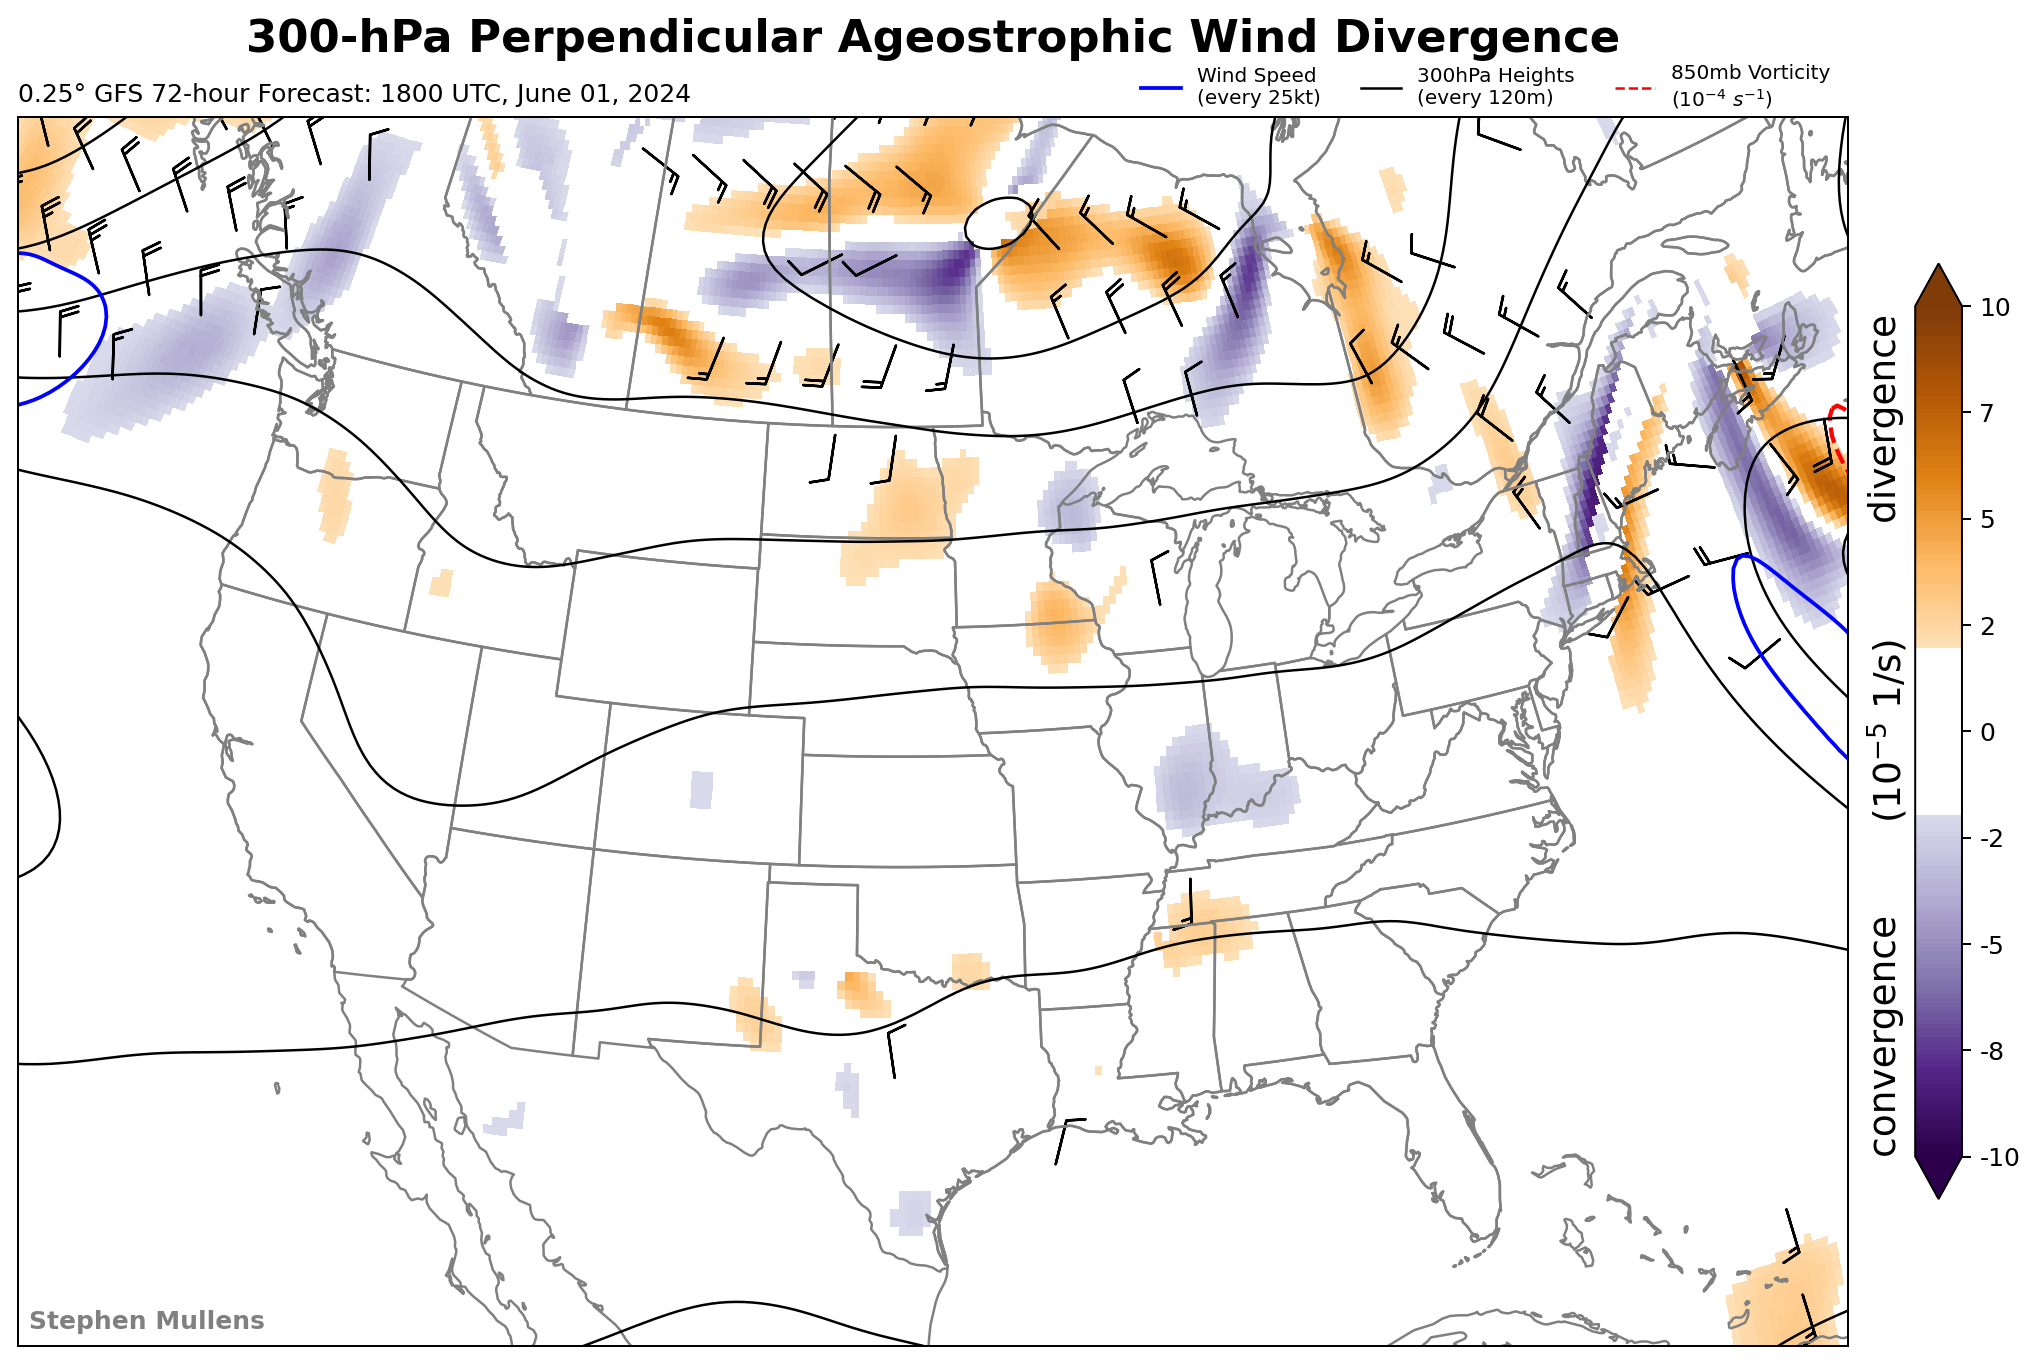 300-hPa Perpendicular Ageostrophic Wind Divergence
0.25° GFS 72-hour Forecast: 1800 UTC, June 01, 2024
Wind Speed
(every 25kt)
300hPa Heights
(every 120m)
850mb Vorticity
(10⁻⁴ s⁻¹)
10
7
5
2
0
-2
-5
-8
-10
convergence (10⁻⁵ 1/s) divergence
Stephen Mullens